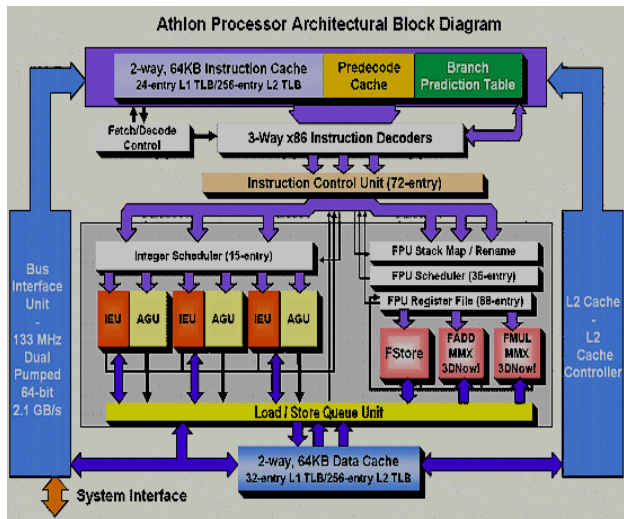 Athlon Processor Architectural Block Diagram
2-way, 64KB Instruction Cache
24-entry L1 TLB/256-entry L2 TLB
Predecode
Cache
Branch
Prediction Table
Fetch/Decode
Control
3-Way x86 Instruction Decoders
Instruction Control Unit (72-entry)
Bus
Interface
Unit
-
133 MHz
Dual
Pumped
64-bit
2.1 GB/s
Integer Scheduler (15-entry)
FPU Stack Map / Rename
FPU Scheduler (36-entry)
FPU Register File (88-entry)
IEU
AGU
IEU
AGU
IEU
AGU
FStore
FADD
MMX
3DNow!
FMUL
MMX
3DNow!
L2 Cache
-
L2
Cache
Controller
Load / Store Queue Unit
2-way, 64KB Data Cache
32-entry L1 TLB/256-entry L2 TLB
System Interface